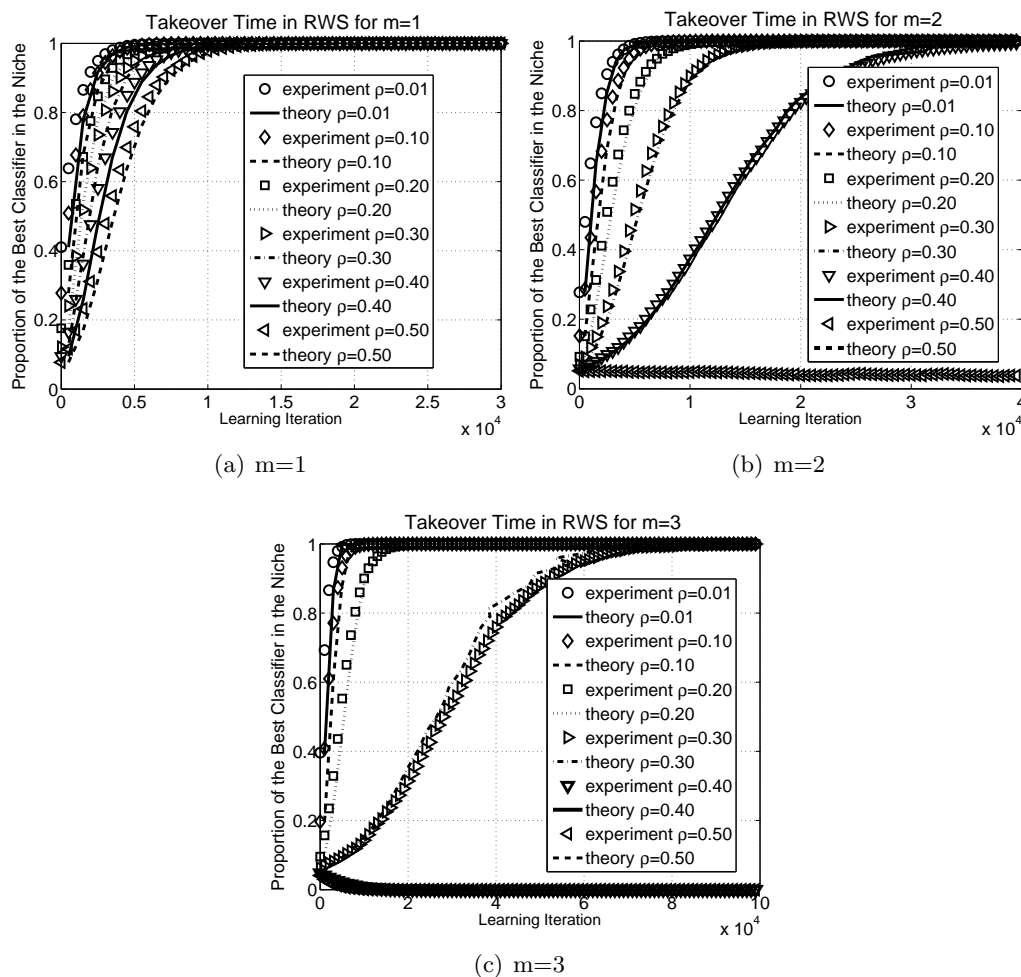 Takeover Time in RWS for m=1
Proportion of the Best Classifier in the Niche
1
0.8
0.6
0.4
0.2
0
experiment ρ=0.01
theory ρ=0.01
experiment ρ=0.10
theory ρ=0.10
experiment ρ=0.20
theory ρ=0.20
experiment ρ=0.30
theory ρ=0.30
experiment ρ=0.40
theory ρ=0.40
experiment ρ=0.50
theory ρ=0.50
0 0.5 1 1.5 2 2.5 3
Learning Iteration
x 10^4
(a) m=1
Takeover Time in RWS for m=2
Proportion of the Best Classifier in the Niche
1
0.8
0.6
0.4
0.2
0
experiment ρ=0.01
theory ρ=0.01
experiment ρ=0.10
theory ρ=0.10
experiment ρ=0.20
theory ρ=0.20
experiment ρ=0.30
theory ρ=0.30
experiment ρ=0.40
theory ρ=0.40
experiment ρ=0.50
theory ρ=0.50
0 1 2 3 4
Learning Iteration
x 10^4
(b) m=2
Takeover Time in RWS for m=3
Proportion of the Best Classifier in the Niche
1
0.8
0.6
0.4
0.2
0
experiment ρ=0.01
theory ρ=0.01
experiment ρ=0.10
theory ρ=0.10
experiment ρ=0.20
theory ρ=0.20
experiment ρ=0.30
theory ρ=0.30
experiment ρ=0.40
theory ρ=0.40
experiment ρ=0.50
theory ρ=0.50
0 2 4 6 8 10
Learning Iteration
x 10^4
(c) m=3